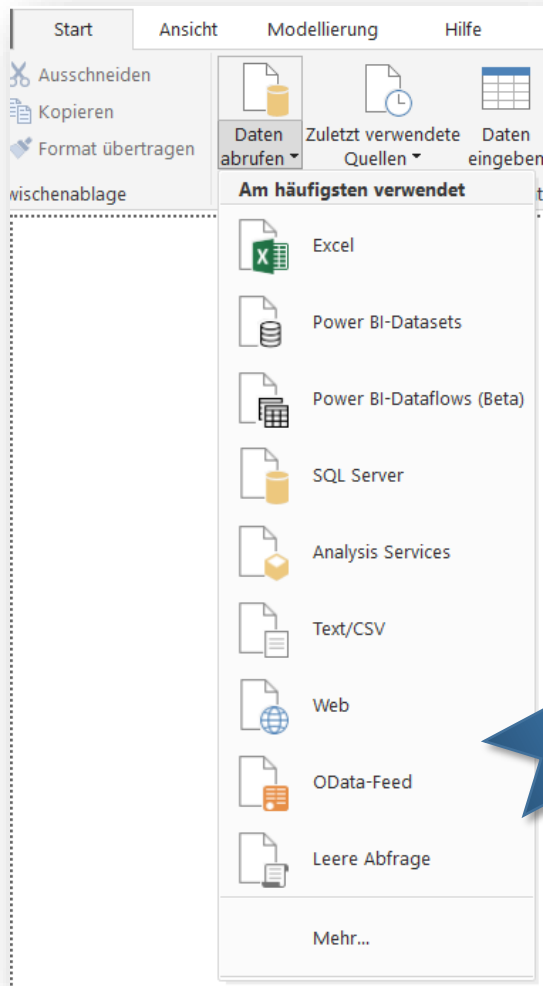 Start Ansicht Modellierung Hilfe
Ausschneiden
Kopieren
Format übertragen
wischenablage
Daten abrufen
Zuletzt verwendete Quellen
Daten eingeben
Am häufigsten verwendet
Excel
Power BI-Datasets
Power BI-Dataflows (Beta)
SQL Server
Analysis Services
Text/CSV
Web
OData-Feed
Leere Abfrage
Mehr...